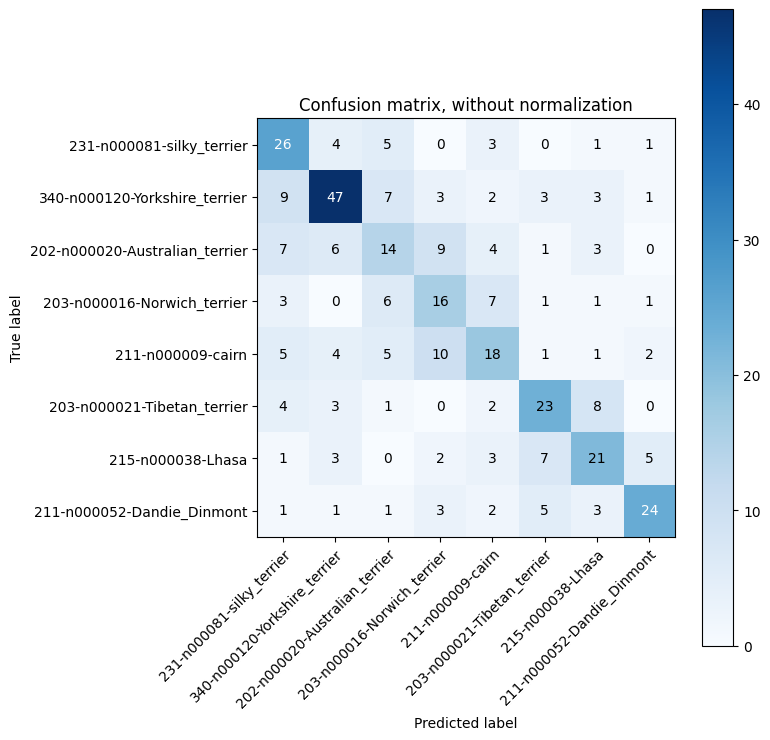 Confusion matrix, without normalization
True label
231-n000081-silky_terrier 26 4 5 0 3 0 1 1
340-n000120-Yorkshire_terrier 9 47 7 3 2 3 3 1
202-n000020-Australian_terrier 7 6 14 9 4 1 3 0
203-n000016-Norwich_terrier 3 0 6 16 7 1 1 1
211-n000009-cairn 5 4 5 10 18 1 1 2
203-n000021-Tibetan_terrier 4 3 1 0 2 23 8 0
215-n000038-Lhasa 1 3 0 2 3 7 21 5
211-n000052-Dandie_Dinmont 1 1 1 3 2 5 3 24
231-n000081-silky_terrier
340-n000120-Yorkshire_terrier
202-n000020-Australian_terrier
203-n000016-Norwich_terrier
211-n000009-cairn
203-n000021-Tibetan_terrier
215-n000038-Lhasa
211-n000052-Dandie_Dinmont
Predicted label
40
30
20
10
0